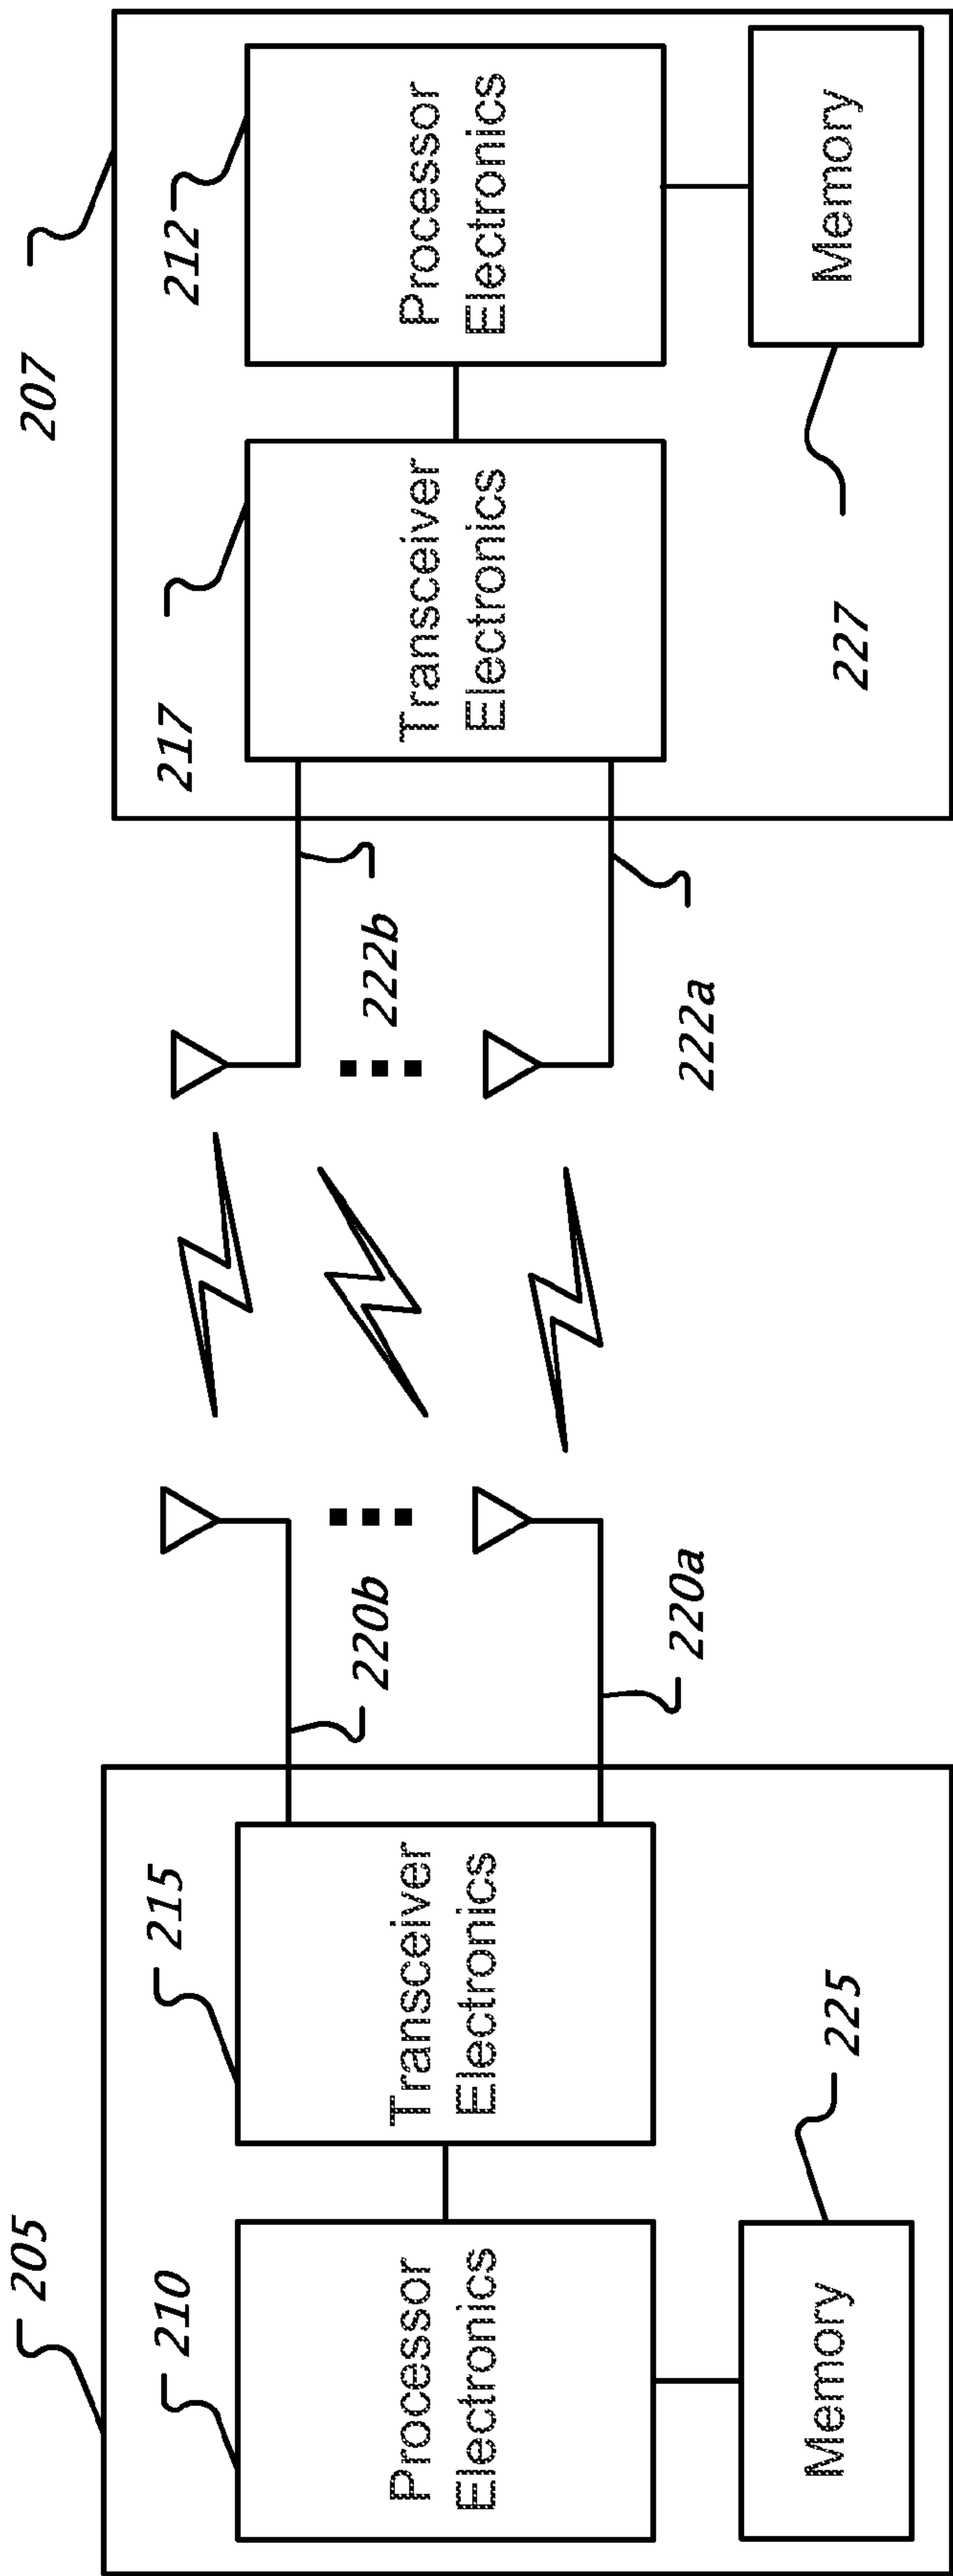 205
210
Processor
Electronics
215
Transceiver
Electronics
Memory
225
220b
220a
222b
222a
207
217
Transceiver
Electronics
212
Processor
Electronics
227
Memory